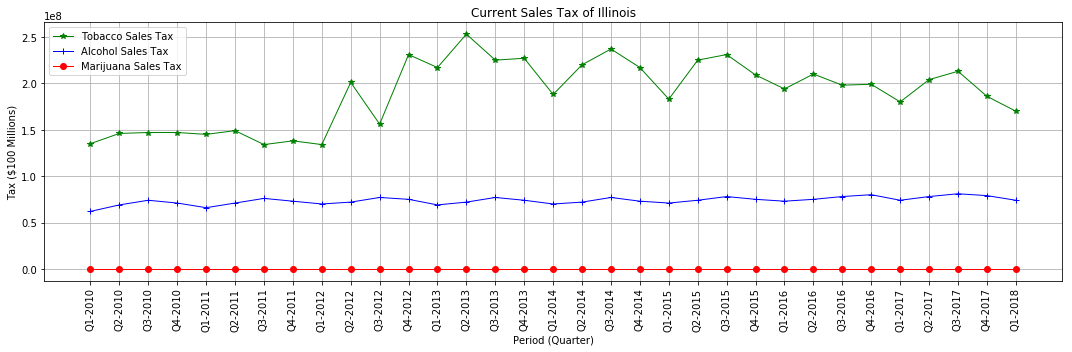 Current Sales Tax of Illinois
1e8
Tobacco Sales Tax
Alcohol Sales Tax
Marijuana Sales Tax
Tax ($100 Millions)
2.5
2.0
1.5
1.0
0.5
0.0
Q1-2010
Q2-2010
Q3-2010
Q4-2010
Q1-2011
Q2-2011
Q3-2011
Q4-2011
Q1-2012
Q2-2012
Q3-2012
Q4-2012
Q1-2013
Q2-2013
Q3-2013
Q4-2013
Q1-2014
Q2-2014
Q3-2014
Q4-2014
Q1-2015
Q2-2015
Q3-2015
Q4-2015
Q1-2016
Q2-2016
Q3-2016
Q4-2016
Q1-2017
Q2-2017
Q3-2017
Q4-2017
Q1-2018
Period (Quarter)